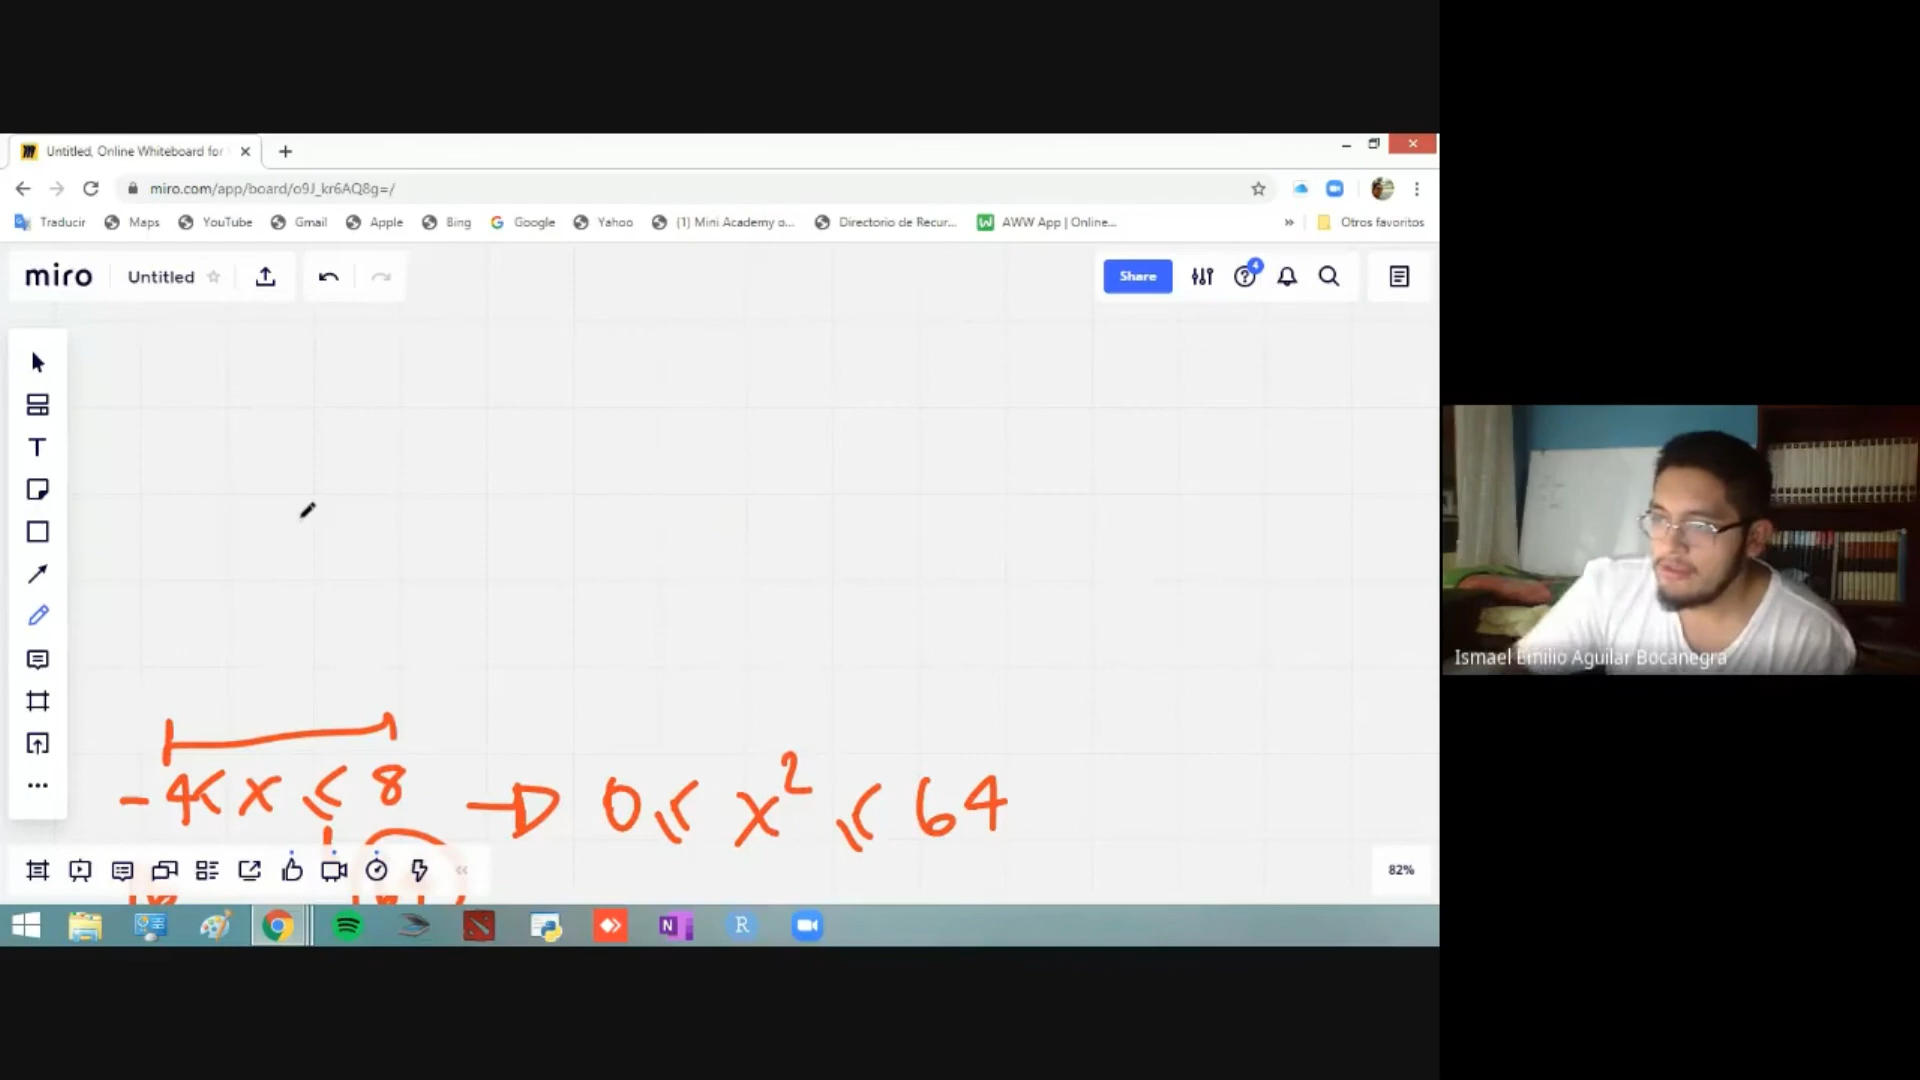 Untitled, Online Whiteboard for
miro.com/app/board/o9J_kr6AQ8g=/
Traducir Maps YouTube Gmail Apple Bing Google Yahoo (1) Mini Academy o... Directorio de Recur... AWW App | Online... » Otros favoritos
miro Untitled Share 4
-4< x ≤ 8 → 0 ≤ x² ≤ 64
82%
Ismael Emilio Aguilar Bocanegra